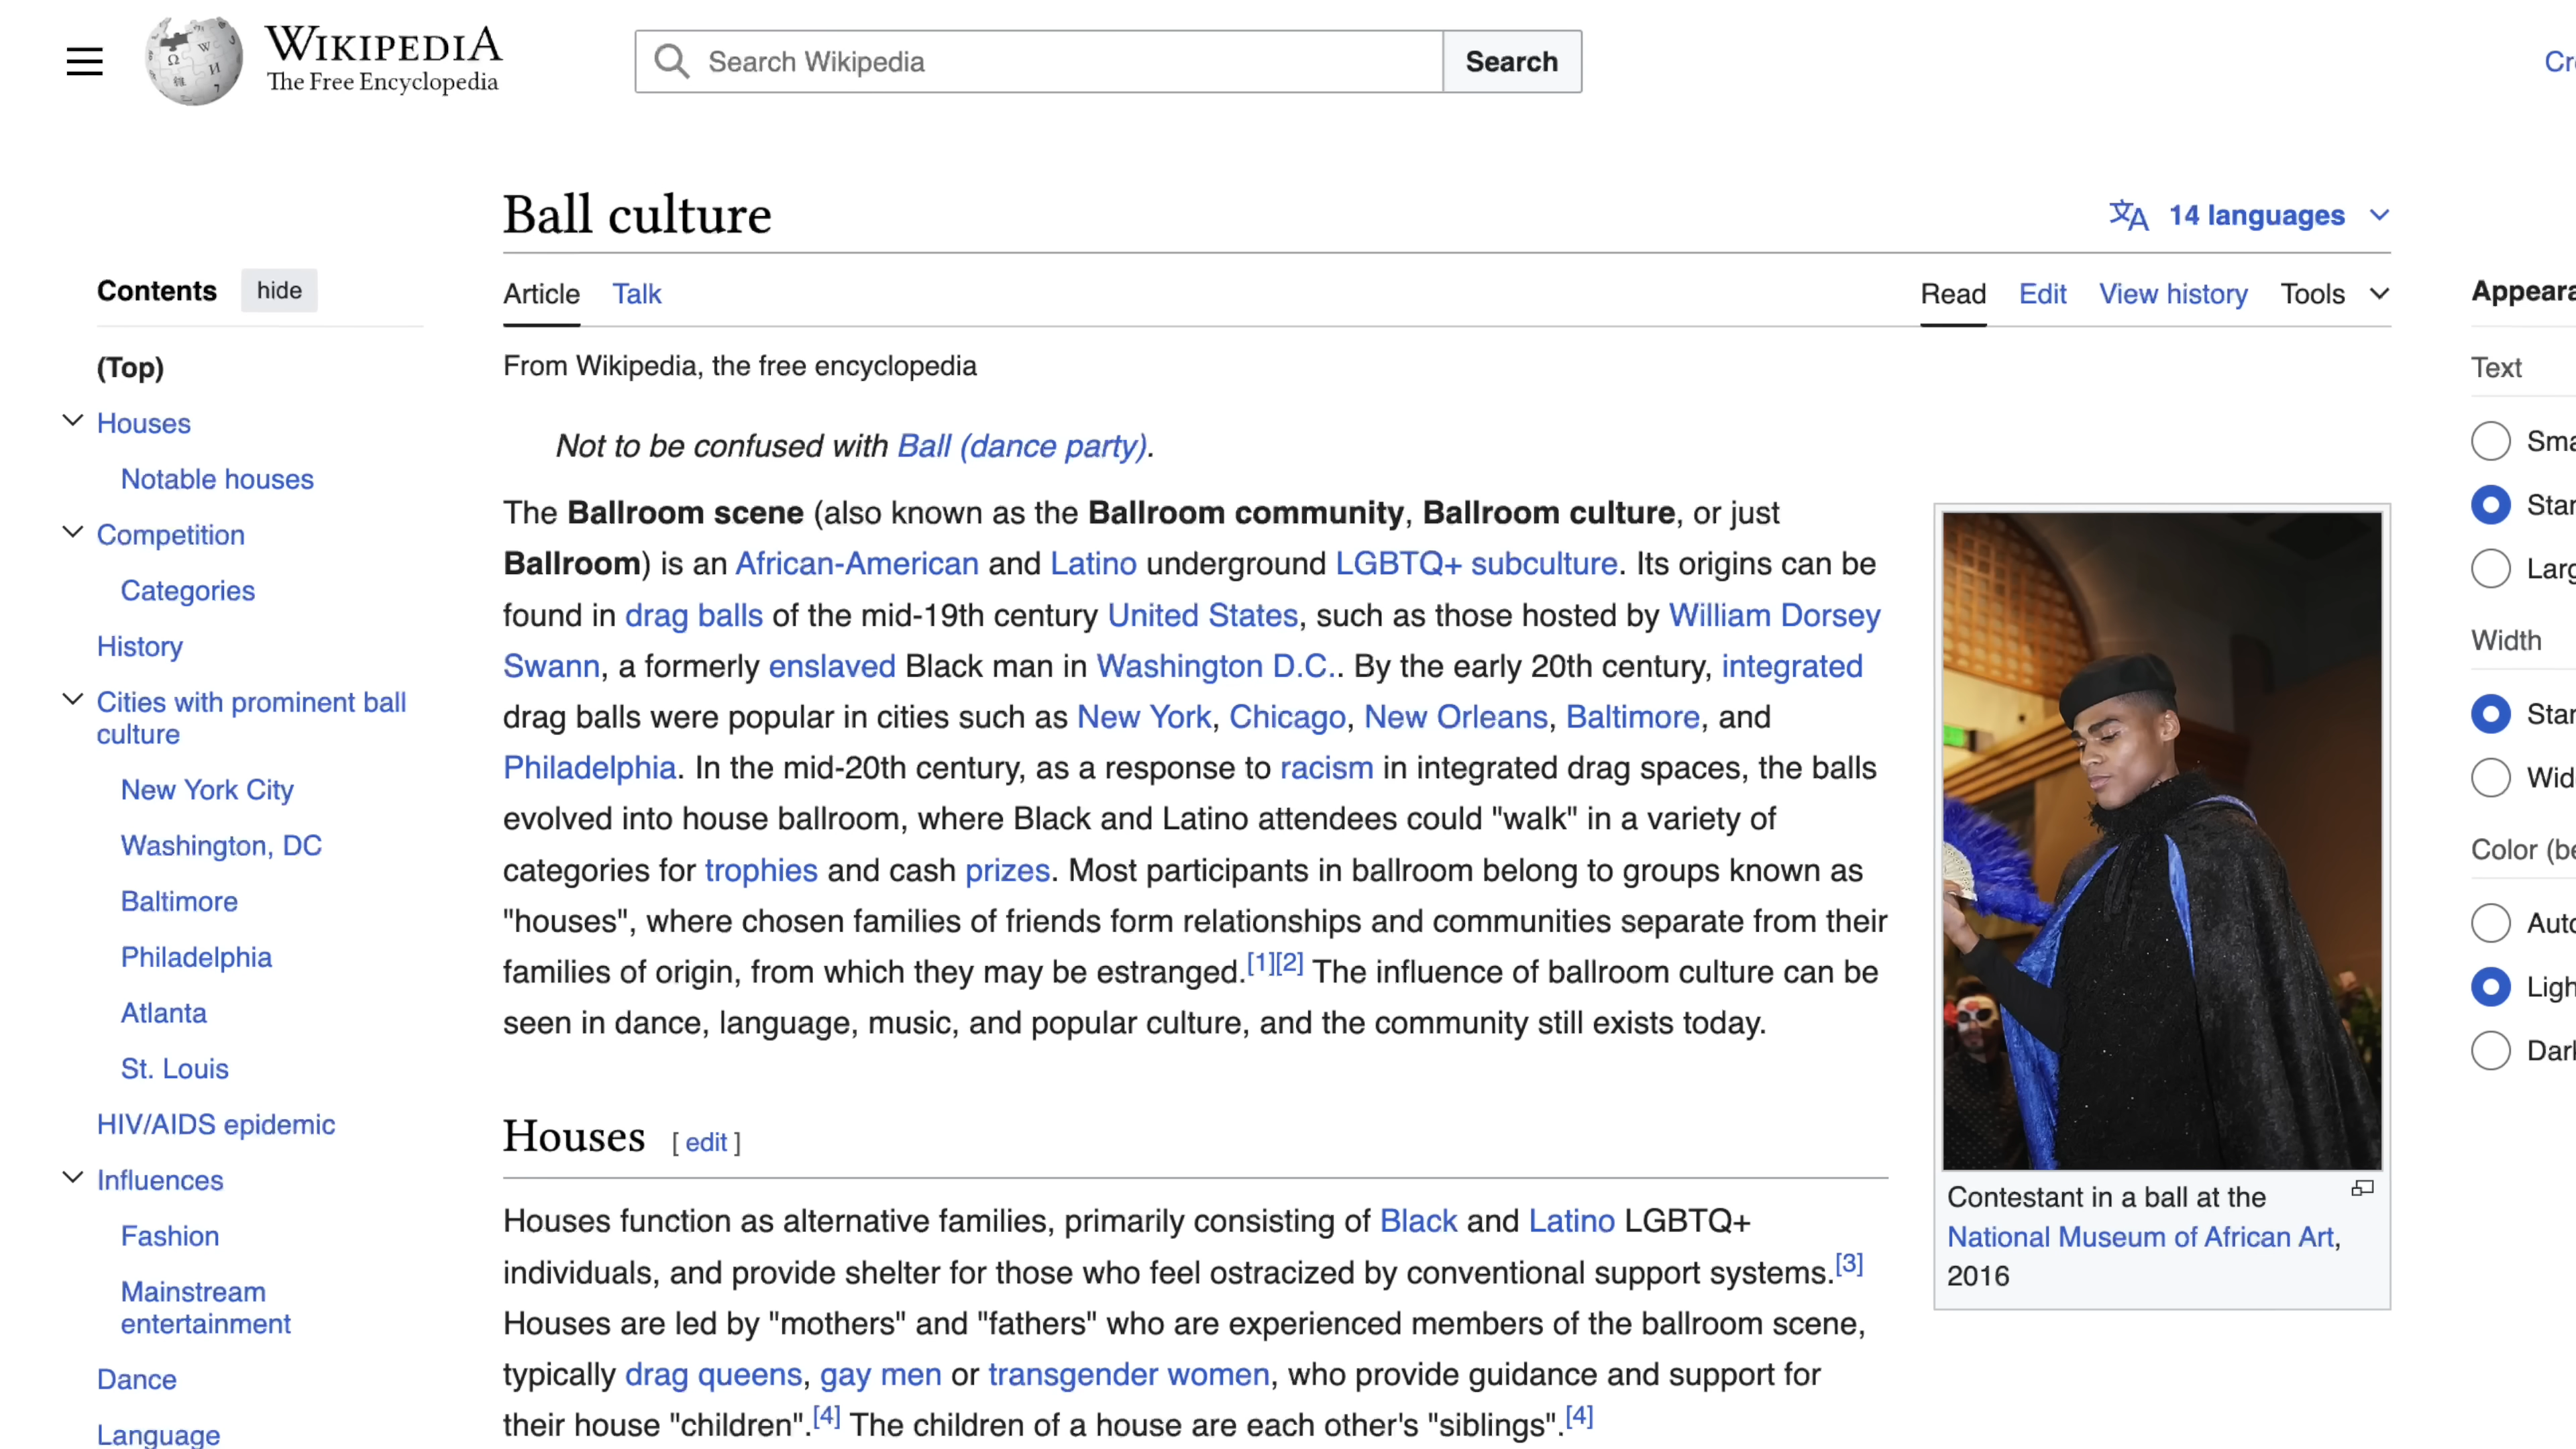 WIKIPEDIA
The Free Encyclopedia
Search Wikipedia
Search
Ball culture
14 languages
Contents
hide
Article
Talk
Read
Edit
View history
Tools
(Top)
Houses
Notable houses
Competition
Categories
History
Cities with prominent ball
culture
New York City
Washington, DC
Baltimore
Philadelphia
Atlanta
St. Louis
HIV/AIDS epidemic
Influences
Fashion
Mainstream
entertainment
Dance
Language
From Wikipedia, the free encyclopedia
Not to be confused with Ball (dance party).
The Ballroom scene (also known as the Ballroom community, Ballroom culture, or just
Ballroom) is an African-American and Latino underground LGBTQ+ subculture. Its origins can be
found in drag balls of the mid-19th century United States, such as those hosted by William Dorsey
Swann, a formerly enslaved Black man in Washington D.C.. By the early 20th century, integrated
drag balls were popular in cities such as New York, Chicago, New Orleans, Baltimore, and
Philadelphia. In the mid-20th century, as a response to racism in integrated drag spaces, the balls
evolved into house ballroom, where Black and Latino attendees could "walk" in a variety of
categories for trophies and cash prizes. Most participants in ballroom belong to groups known as
"houses", where chosen families of friends form relationships and communities separate from their
families of origin, from which they may be estranged.[1][2] The influence of ballroom culture can be
seen in dance, language, music, and popular culture, and the community still exists today.
Houses [ edit ]
Houses function as alternative families, primarily consisting of Black and Latino LGBTQ+
individuals, and provide shelter for those who feel ostracized by conventional support systems.[3]
Houses are led by "mothers" and "fathers" who are experienced members of the ballroom scene,
typically drag queens, gay men or transgender women, who provide guidance and support for
their house "children".[4] The children of a house are each other's "siblings".[4]
Contestant in a ball at the
National Museum of African Art,
2016
Text
Width
Color